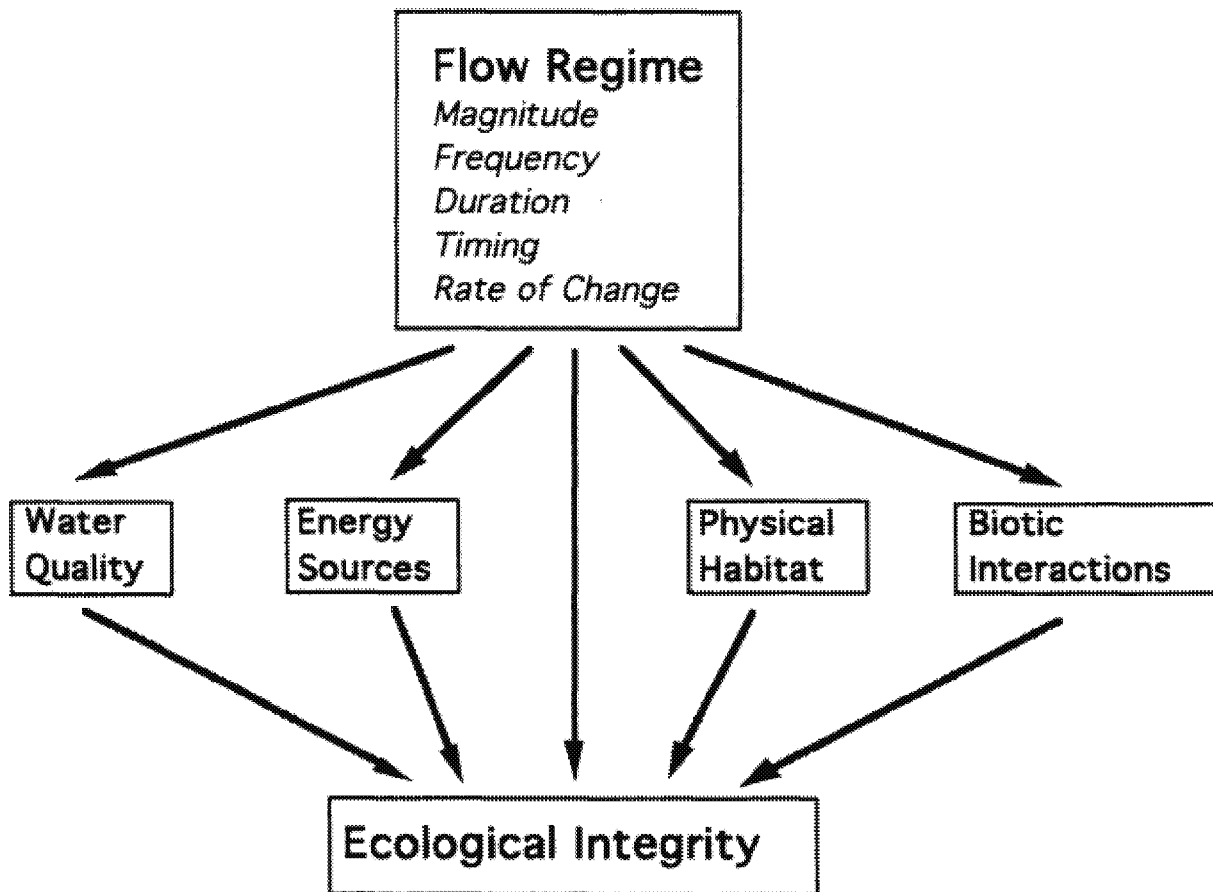 Flow Regime
Magnitude
Frequency
Duration
Timing
Rate of Change
Water
Quality
Energy
Sources
Physical
Habitat
Biotic
Interactions
Ecological Integrity